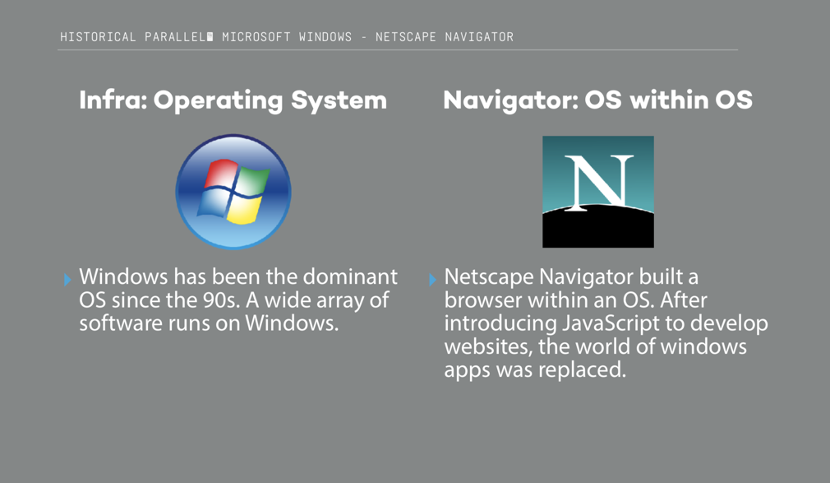 HISTORICAL PARALLEL MICROSOFT WINDOWS - NETSCAPE NAVIGATOR
Infra: Operating System
Navigator: OS within OS
N
Windows has been the dominant
OS since the 90s. A wide array of
software runs on Windows.
Netscape Navigator built a
browser within an OS. After
introducing JavaScript to develop
websites, the world of windows
apps was replaced.